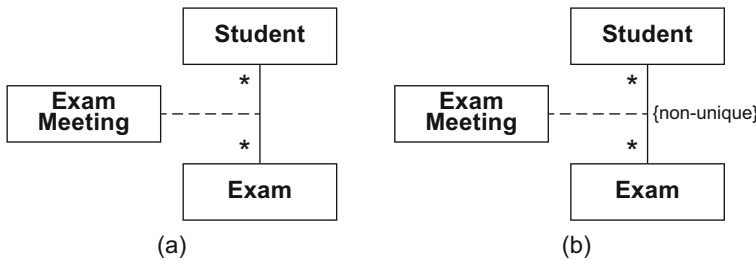 Student
*
Exam
Meeting
*
Exam
(a)
Student
*
Exam
Meeting
{non-unique}
*
Exam
(b)